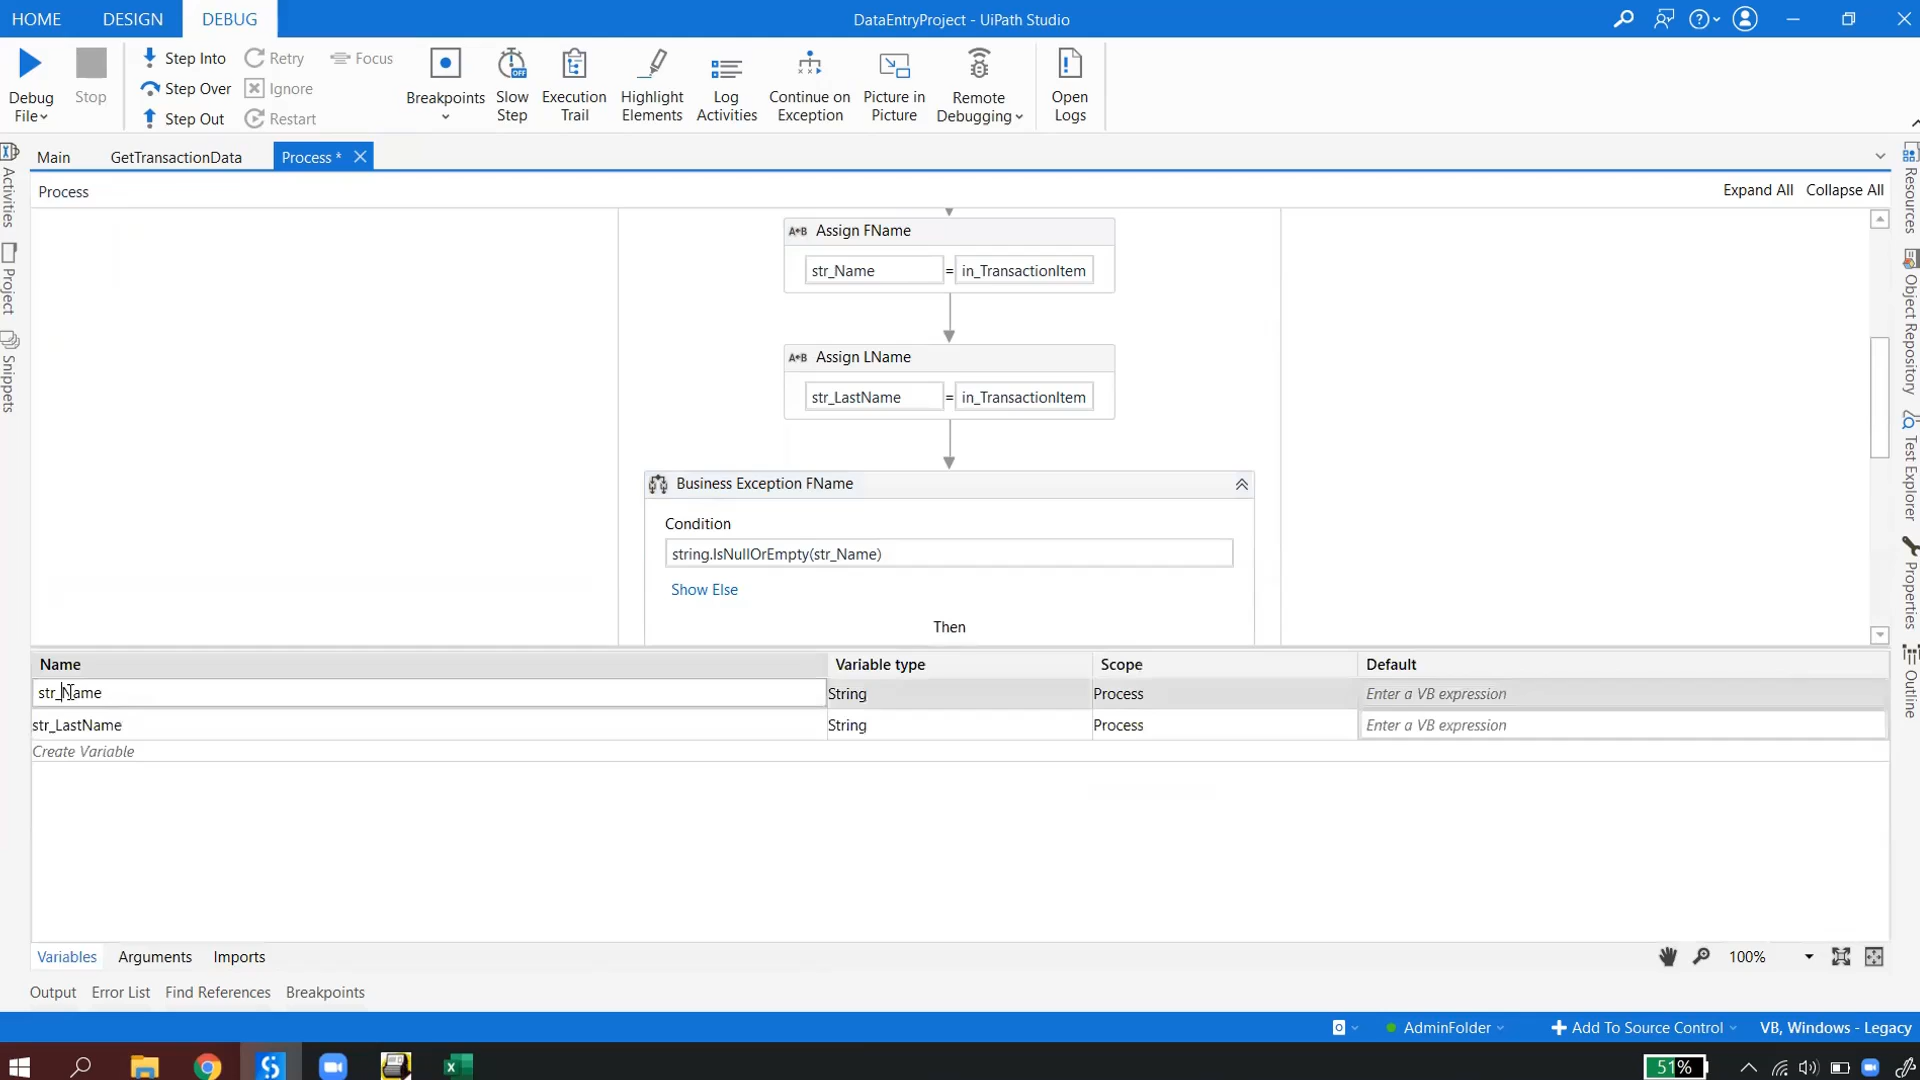 HOME DESIGN DEBUG DataEntryProject - UiPath Studio
Debug File Stop
Step Into Retry Focus
Step Over Ignore
Step Out Restart
Breakpoints Slow Step Execution Trail Highlight Elements Log Activities Continue on Exception Picture in Picture Remote Debugging Open Logs
Main GetTransactionData Process *
Process Expand All Collapse All
Activities
Project
Snippets
Assign FName
str_Name = in_TransactionItem
Assign LName
str_LastName = in_TransactionItem
Business Exception FName
Condition
string.IsNullOrEmpty(str_Name)
Show Else
Then
Resources
Object Repository
Test Explorer
Properties
Outline
Name Variable type Scope Default
str_Name String Process Enter a VB expression
str_LastName String Process Enter a VB expression
Create Variable
Variables Arguments Imports 100%
Output Error List Find References Breakpoints
AdminFolder Add To Source Control VB, Windows - Legacy
51%